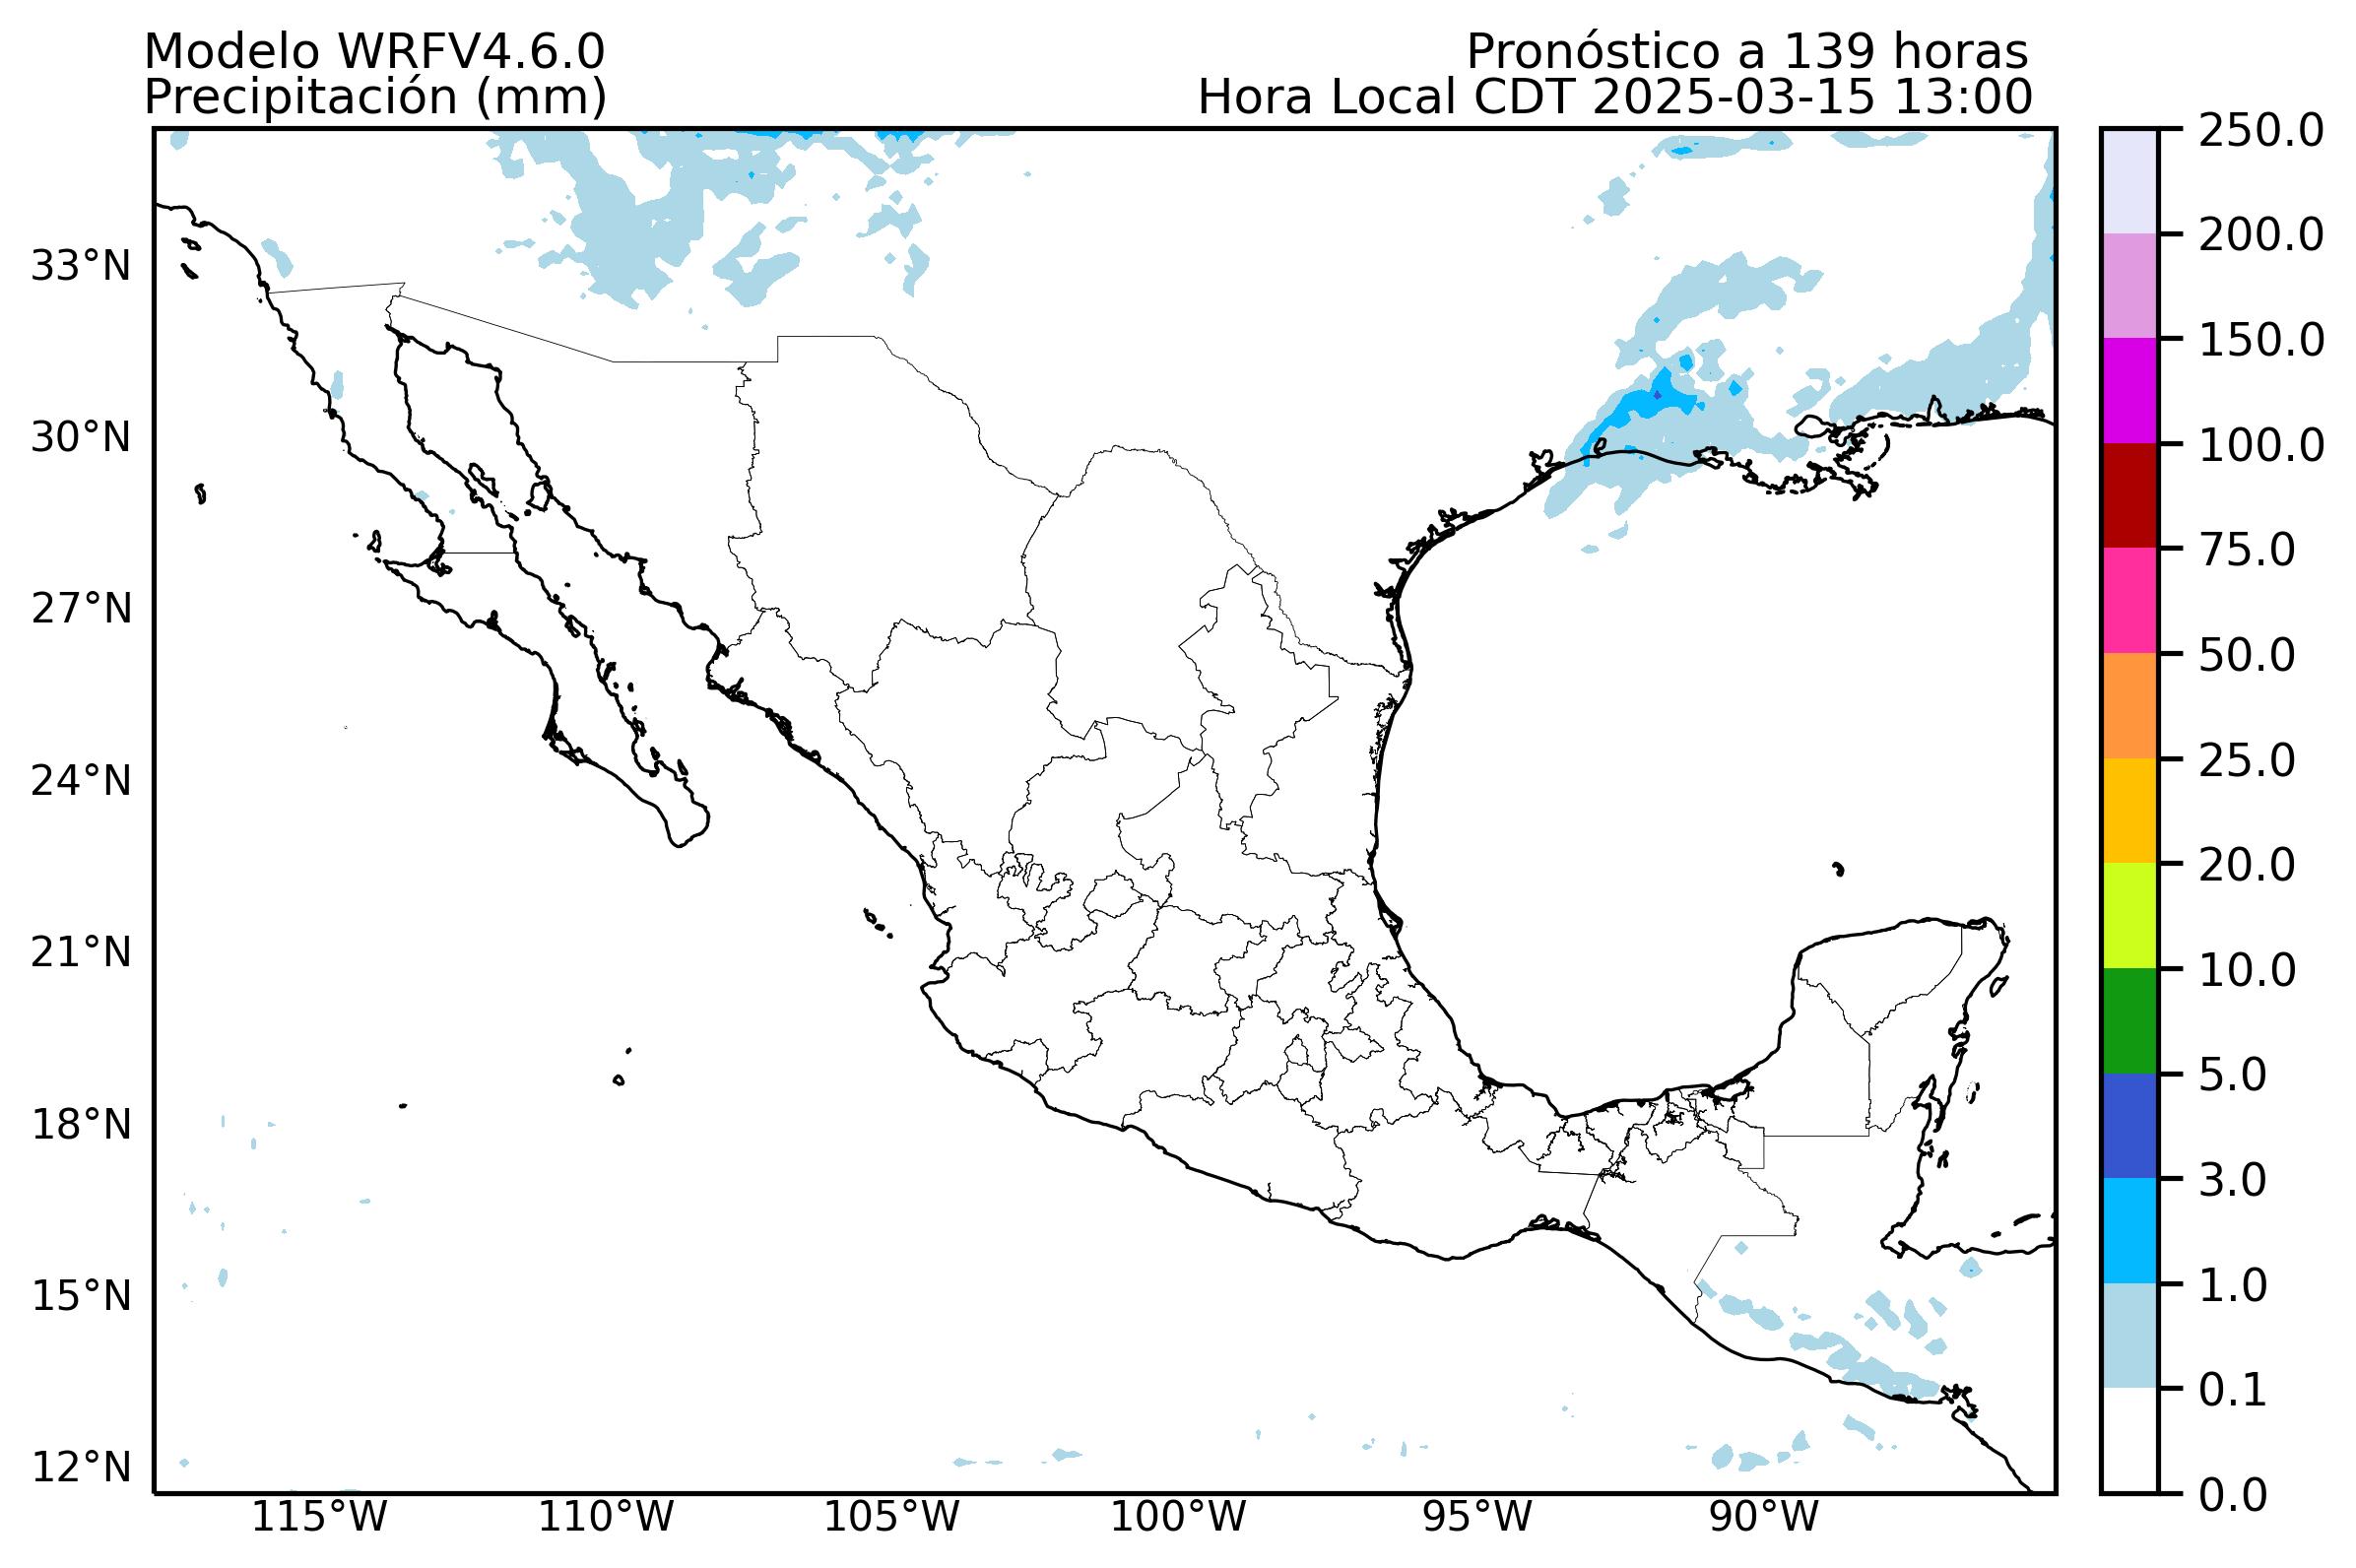 Modelo WRFV4.6.0
Precipitación (mm)
Pronóstico a 139 horas
Hora Local CDT 2025-03-15 13:00
33°N
30°N
27°N
24°N
21°N
18°N
15°N
12°N
115°W
110°W
105°W
100°W
95°W
90°W
250.0
200.0
150.0
100.0
75.0
50.0
25.0
20.0
10.0
5.0
3.0
1.0
0.1
0.0